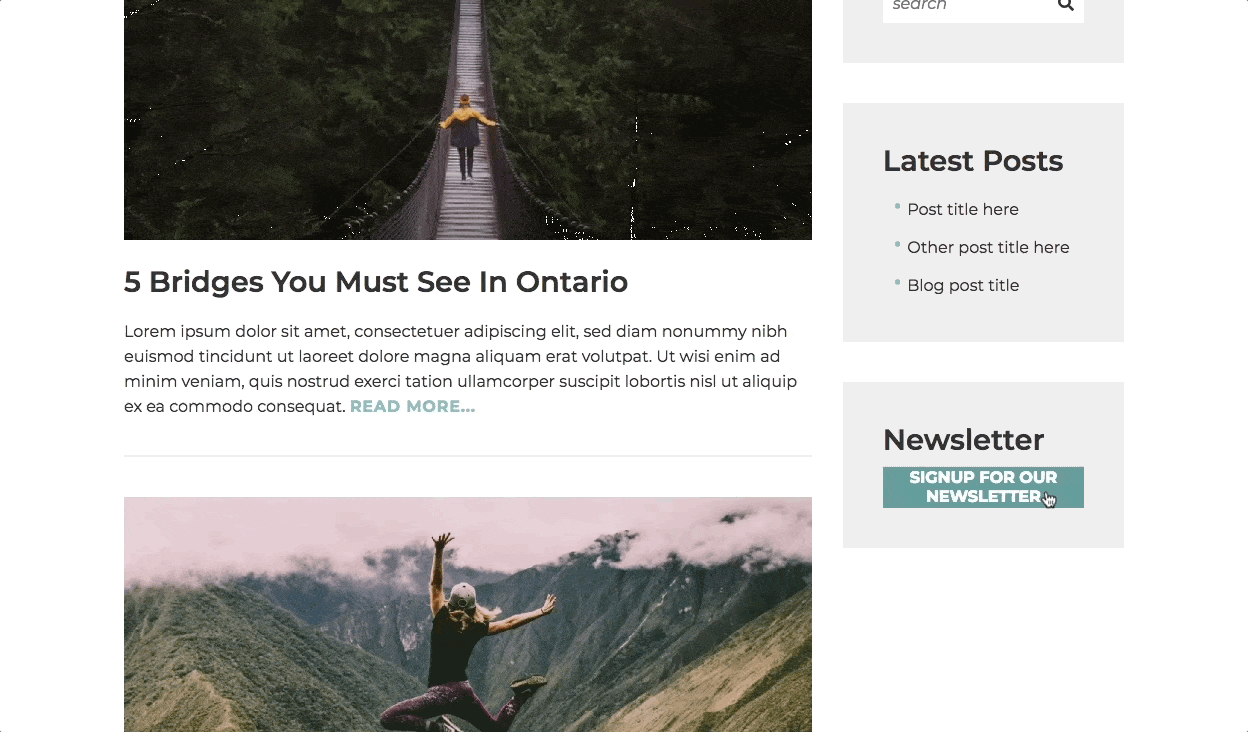 search
5 Bridges You Must See In Ontario
Lorem ipsum dolor sit amet, consectetuer adipiscing elit, sed diam nonummy nibh
euismod tincidunt ut laoreet dolore magna aliquam erat volutpat. Ut wisi enim ad
minim veniam, quis nostrud exerci tation ullamcorper suscipit lobortis nisl ut aliquip
ex ea commodo consequat. READ MORE...
Latest Posts
Post title here
Other post title here
Blog post title
Newsletter
SIGNUP FOR OUR
NEWSLETTER